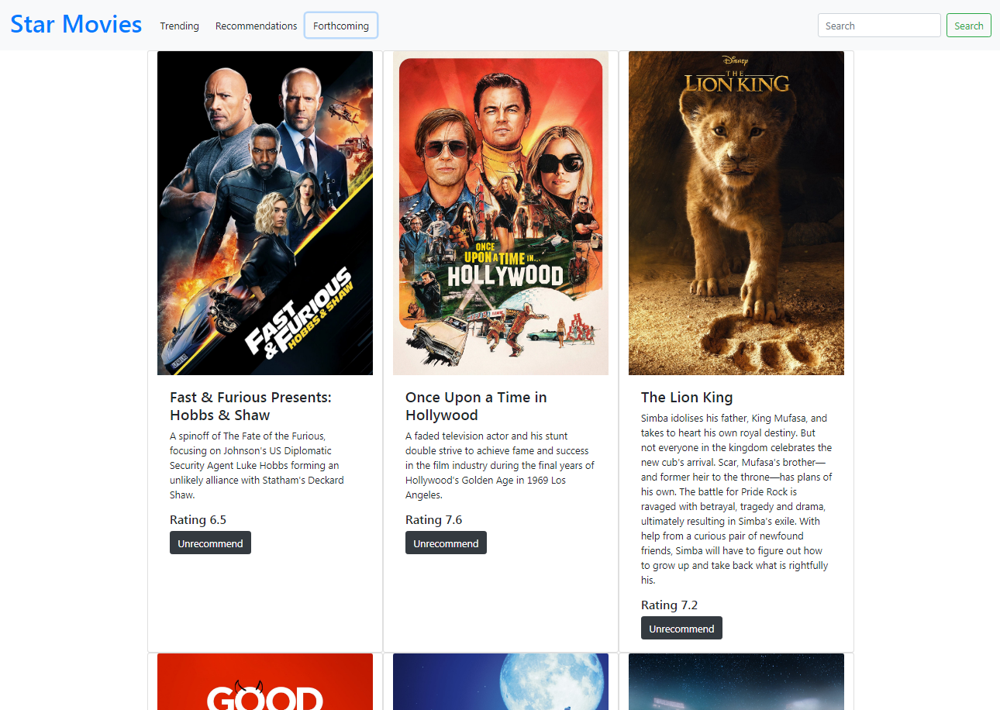 Star Movies
Trending
Recommendations
Forthcoming
Search
Search
FAST
& FURIOUS
HOBBS & SHAW
Fast & Furious Presents:
Hobbs & Shaw
A spinoff of The Fate of the Furious,
focusing on Johnson's US Diplomatic
Security Agent Luke Hobbs forming an
unlikely alliance with Statham's Deckard
Shaw.
Rating 6.5
Unrecommend
ONCE
UPON A TIME IN...
HOLLYWOOD
Once Upon a Time in
Hollywood
A faded television actor and his stunt
double strive to achieve fame and success
in the film industry during the final years of
Hollywood's Golden Age in 1969 Los
Angeles.
Rating 7.6
Unrecommend
Disney
THE
LION KING
The Lion King
Simba idolises his father, King Mufasa, and
takes to heart his own royal destiny. But
not everyone in the kingdom celebrates the
new cub's arrival. Scar, Mufasa's brother—
and former heir to the throne—has plans of
his own. The battle for Pride Rock is
ravaged with betrayal, tragedy and drama,
ultimately resulting in Simba's exile. With
help from a curious pair of newfound
friends, Simba will have to figure out how
to grow up and take back what is rightfully
his.
Rating 7.2
Unrecommend
GOOD